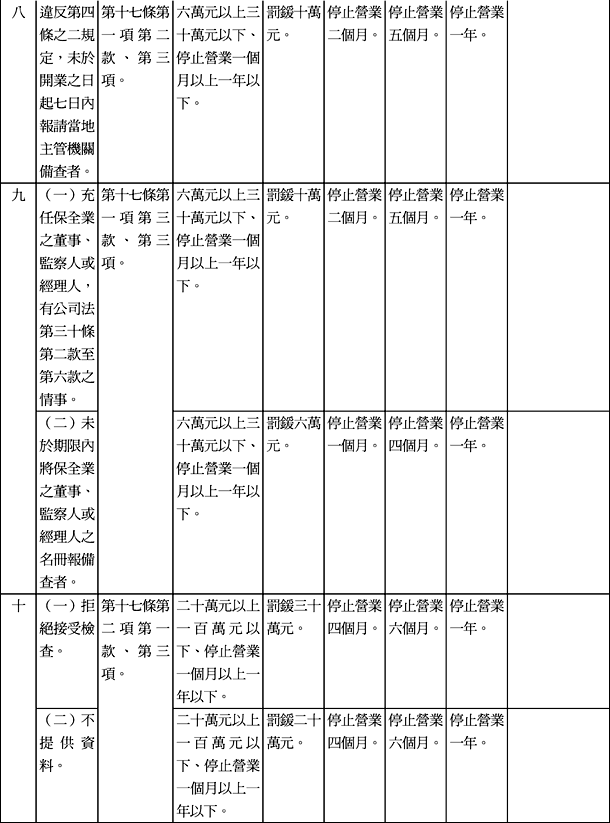 八
違反第四
條之二規
定，未於
開業之日
起七日內
報請當地
主管機關
備查者。
第十七條第
一項第二
款、第三
項。
六萬元以上三
十萬元以下、
停止營業一個
月以上一年以
下。
罰鍰十萬
元。
停止營業
二個月。
停止營業
五個月。
停止營業
一年。
九
（一）充
任保全業
之董事、
監察人或
經理人，
有公司法
第三十條
第二款至
第六款之
情事。
第十七條第
一項第三
款、第三
項。
六萬元以上三
十萬元以下、
停止營業一個
月以上一年以
下。
罰鍰十萬
元。
停止營業
二個月。
停止營業
五個月。
停止營業
一年。
（二）未
於期限內
將保全業
之董事、
監察人或
經理人之
名冊報備
查者。
六萬元以上三
十萬元以下、
停止營業一個
月以上一年以
下。
罰鍰六萬
元。
停止營業
一個月。
停止營業
四個月。
停止營業
一年。
十
（一）拒
絕接受檢
查。
第十七條第
二項第一
款、第三
項。
二十萬元以上
一百萬元以
下、停止營業
一個月以上一
年以下。
罰鍰三十
萬元。
停止營業
四個月。
停止營業
六個月。
停止營業
一年。
（二）不
提供資
料。
二十萬元以上
一百萬元以
下、停止營業
一個月以上一
年以下。
罰鍰二十
萬元。
停止營業
四個月。
停止營業
六個月。
停止營業
一年。